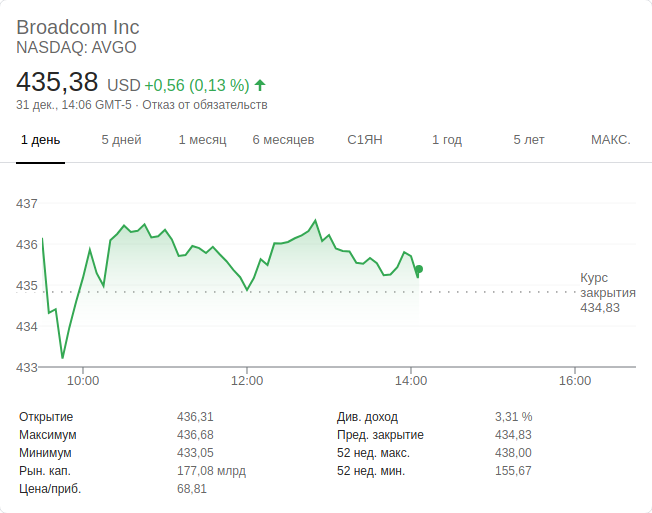 Broadcom Inc
NASDAQ: AVGO
435,38 USD +0,56 (0,13 %)
31 дек., 14:06 GMT-5 · Отказ от обязательств
1 день 5 дней 1 месяц 6 месяцев С1ЯН 1 год 5 лет МАКС.
437
436
435
434
433
Курс
закрытия
434,83
10:00 12:00 14:00 16:00
Открытие 436,31 Див. доход 3,31 %
Максимум 436,68 Пред. закрытие 434,83
Минимум 433,05 52 нед. макс. 438,00
Рын. кап. 177,08 млрд 52 нед. мин. 155,67
Цена/приб. 68,81